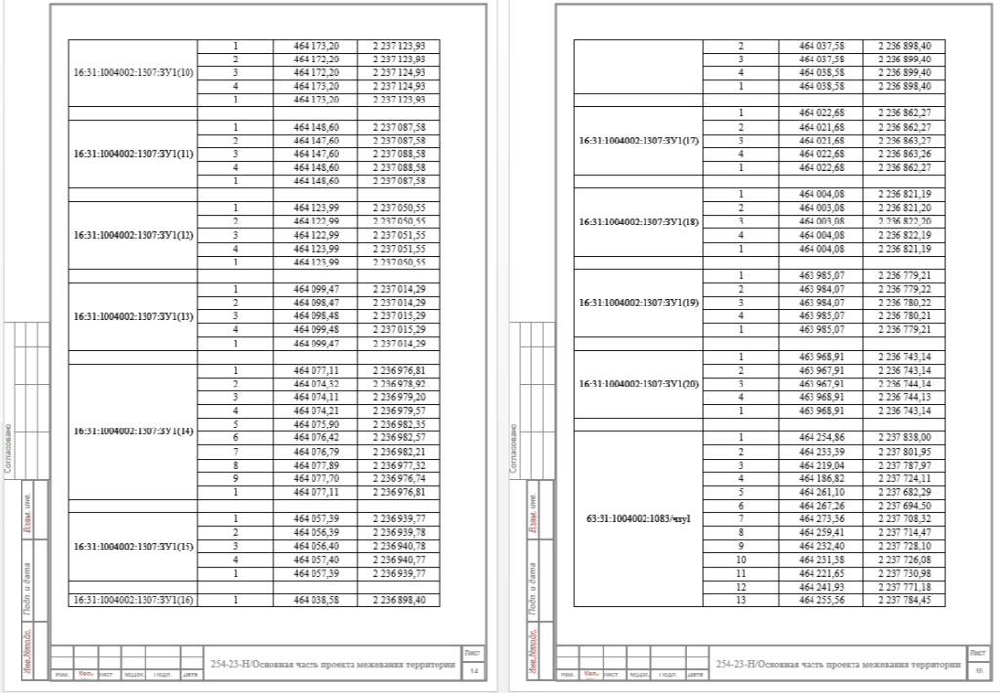 16:31:1004002:1307:ЗУ1(10)
1 464 173,20 2 237 123,93
2 464 172,20 2 237 123,93
3 464 172,20 2 237 124,93
4 464 173,20 2 237 124,93
1 464 173,20 2 237 123,93
16:31:1004002:1307:ЗУ1(11)
1 464 148,60 2 237 087,58
2 464 147,60 2 237 087,58
3 464 147,60 2 237 088,58
4 464 148,60 2 237 088,58
1 464 148,60 2 237 087,58
16:31:1004002:1307:ЗУ1(12)
1 464 123,99 2 237 050,55
2 464 122,99 2 237 050,55
3 464 122,99 2 237 051,55
4 464 123,99 2 237 051,55
1 464 123,99 2 237 050,55
16:31:1004002:1307:ЗУ1(13)
1 464 099,47 2 237 014,29
2 464 098,47 2 237 014,29
3 464 098,48 2 237 015,29
4 464 099,48 2 237 015,29
1 464 099,47 2 237 014,29
16:31:1004002:1307:ЗУ1(14)
1 464 077,11 2 236 976,81
2 464 074,32 2 236 978,92
3 464 074,11 2 236 979,20
4 464 074,21 2 236 979,57
5 464 075,90 2 236 982,35
6 464 076,42 2 236 982,57
7 464 076,79 2 236 982,21
8 464 077,89 2 236 977,32
9 464 077,70 2 236 976,74
1 464 077,11 2 236 976,81
16:31:1004002:1307:ЗУ1(15)
1 464 057,39 2 236 939,77
2 464 056,39 2 236 939,78
3 464 056,40 2 236 940,78
4 464 057,40 2 236 940,77
1 464 057,39 2 236 939,77
16:31:1004002:1307:ЗУ1(16) 1 464 038,58 2 236 898,40
Согласовано
Взам. инв.
Подп. и дата
Инв.№подл.
Изм. Кол. Лист №Док. Подп. Дата
254-23-Н/Основная часть проекта межевания территории
Лист
14
2 464 037,58 2 236 898,40
3 464 037,58 2 236 899,40
4 464 038,58 2 236 899,40
1 464 038,58 2 236 898,40
16:31:1004002:1307:ЗУ1(17)
1 464 022,68 2 236 862,27
2 464 021,68 2 236 862,27
3 464 021,68 2 236 863,27
4 464 022,68 2 236 863,26
1 464 022,68 2 236 862,27
16:31:1004002:1307:ЗУ1(18)
1 464 004,08 2 236 821,19
2 464 003,08 2 236 821,20
3 464 003,08 2 236 822,20
4 464 004,08 2 236 822,19
1 464 004,08 2 236 821,19
16:31:1004002:1307:ЗУ1(19)
1 463 985,07 2 236 779,21
2 463 984,07 2 236 779,22
3 463 984,07 2 236 780,22
4 463 985,07 2 236 780,21
1 463 985,07 2 236 779,21
16:31:1004002:1307:ЗУ1(20)
1 463 968,91 2 236 743,14
2 463 967,91 2 236 743,14
3 463 967,91 2 236 744,14
4 463 968,91 2 236 744,13
1 463 968,91 2 236 743,14
63:31:1004002:1083/чзу1
1 464 254,86 2 237 838,00
2 464 233,39 2 237 801,95
3 464 219,04 2 237 787,97
4 464 186,82 2 237 724,11
5 464 261,10 2 237 682,29
6 464 267,26 2 237 694,50
7 464 273,36 2 237 708,32
8 464 259,41 2 237 714,47
9 464 232,40 2 237 728,10
10 464 231,38 2 237 726,08
11 464 221,65 2 237 730,98
12 464 241,93 2 237 771,18
13 464 255,56 2 237 784,45
Согласовано
Взам. инв.
Подп. и дата
Инв.№подл.
Изм. Кол. Лист №Док. Подп. Дата
254-23-Н/Основная часть проекта межевания территории
Лист
15